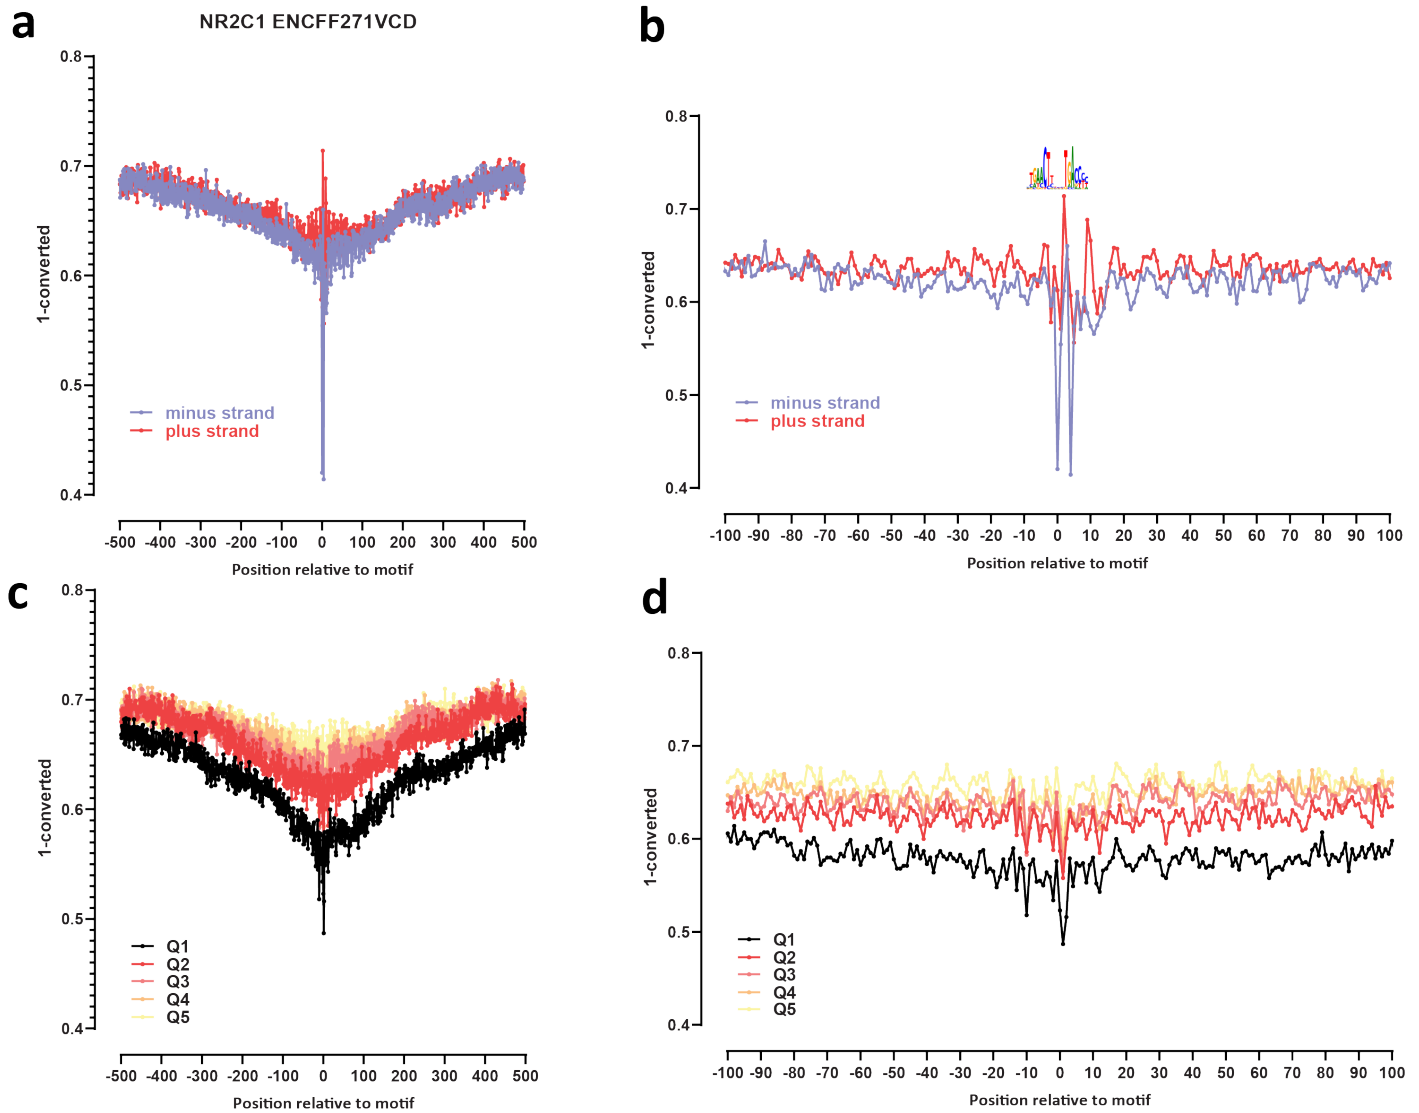 a
NR2C1 ENCFF271VCD
0.8
0.7
0.6
0.5
0.4
1-converted
minus strand
plus strand
-500 -400 -300 -200 -100 0 100 200 300 400 500
Position relative to motif
b
0.8
0.7
0.6
0.5
0.4
1-converted
minus strand
plus strand
-100 -90 -80 -70 -60 -50 -40 -30 -20 -10 0 10 20 30 40 50 60 70 80 90 100
Position relative to motif
c
0.8
0.7
0.6
0.5
0.4
1-converted
Q1
Q2
Q3
Q4
Q5
-500 -400 -300 -200 -100 0 100 200 300 400 500
Position relative to motif
d
0.8
0.7
0.6
0.5
0.4
1-converted
Q1
Q2
Q3
Q4
Q5
-100 -90 -80 -70 -60 -50 -40 -30 -20 -10 0 10 20 30 40 50 60 70 80 90 100
Position relative to motif